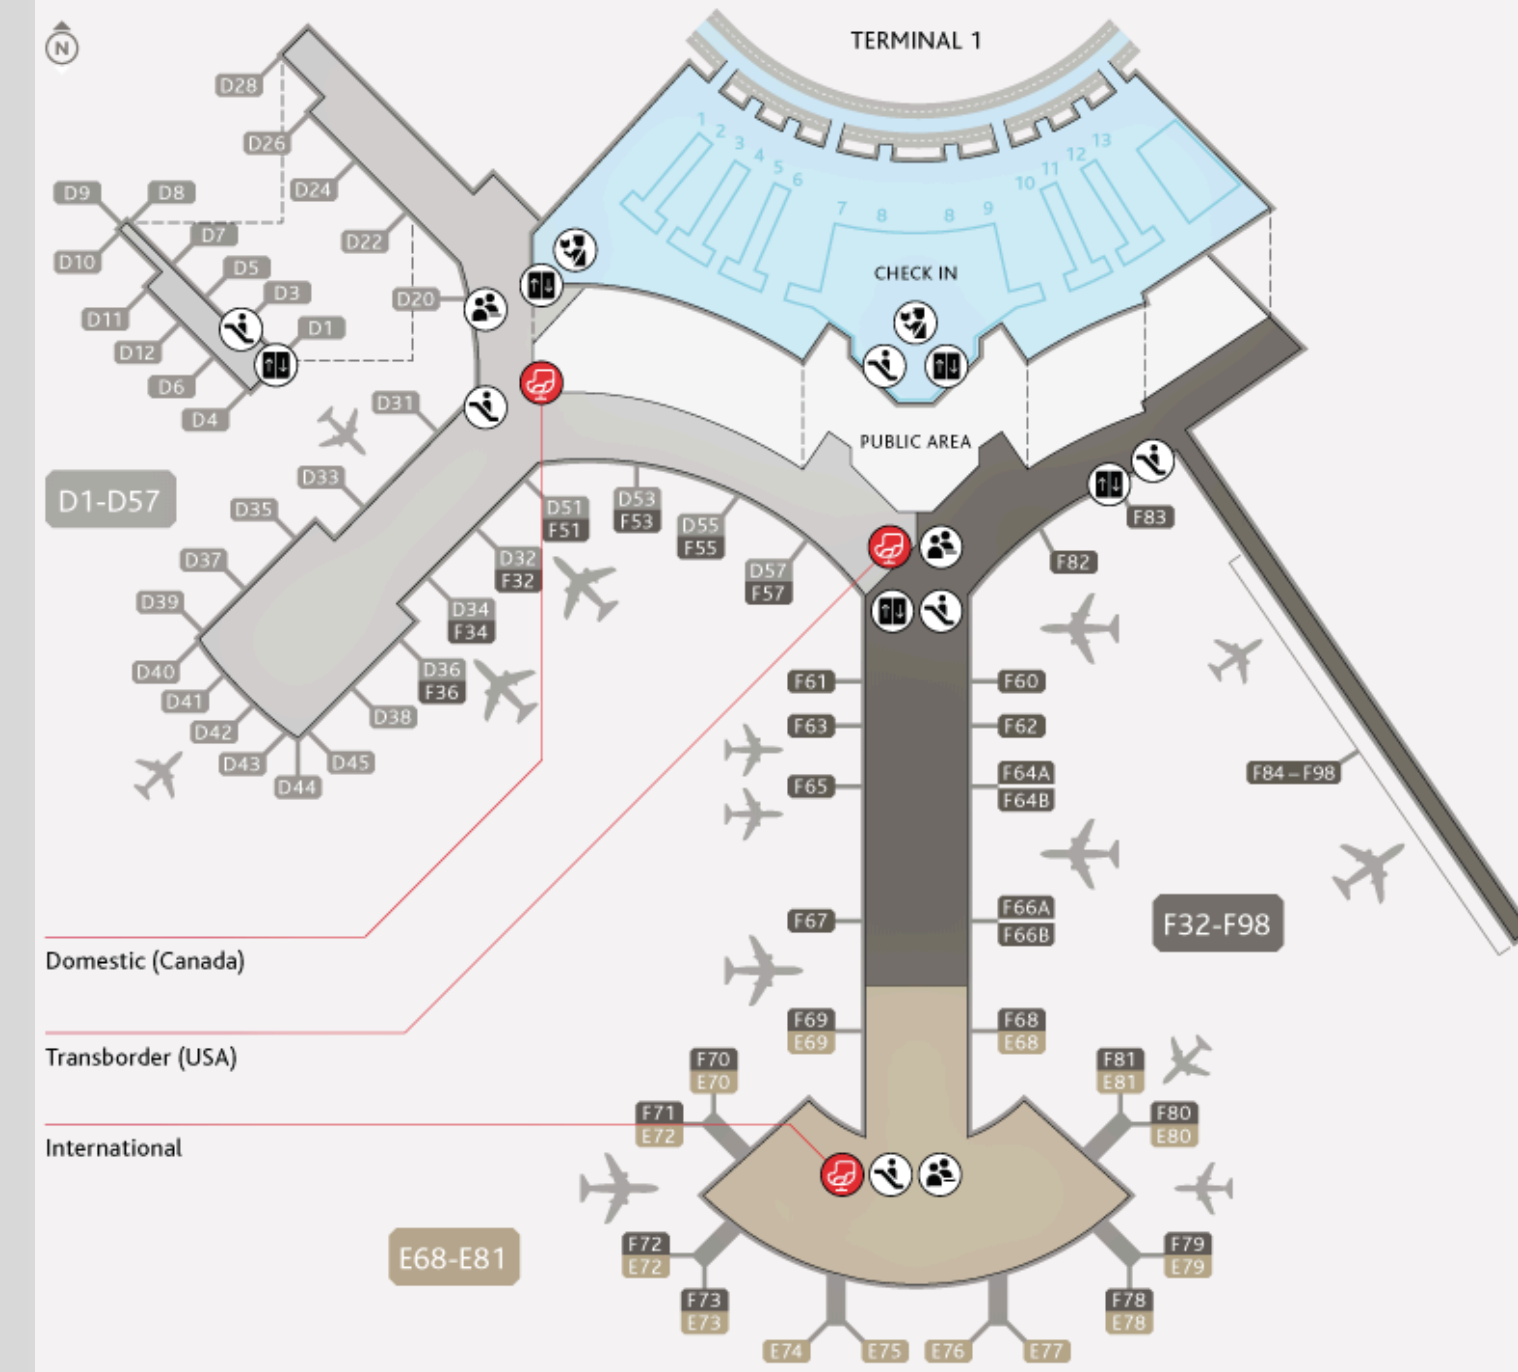 N
TERMINAL 1
D28
1
2
3
4
5
6
13
12
11
10
D26
D24
D9
D8
7
8
8
9
D7
D22
D10
D5
CHECK IN
D3
D20
D11
D1
D12
D6
D31
D4
PUBLIC AREA
D33
D1-D57
D35
D51
F51
D53
F53
D55
F55
F83
D37
D32
F32
D57
F57
F82
D39
D34
F34
D40
D36
F36
F61
F60
D41
D38
D42
F63
F62
D43
D45
D44
F65
F64A
F64B
F84–F98
F67
F66A
F66B
F32-F98
Domestic (Canada)
F69
E69
F68
E68
Transborder (USA)
F70
E70
F81
E81
F71
E72
F80
E80
International
F72
E72
F79
E79
E68-E81
F73
E73
F78
E78
E74
E75
E76
E77